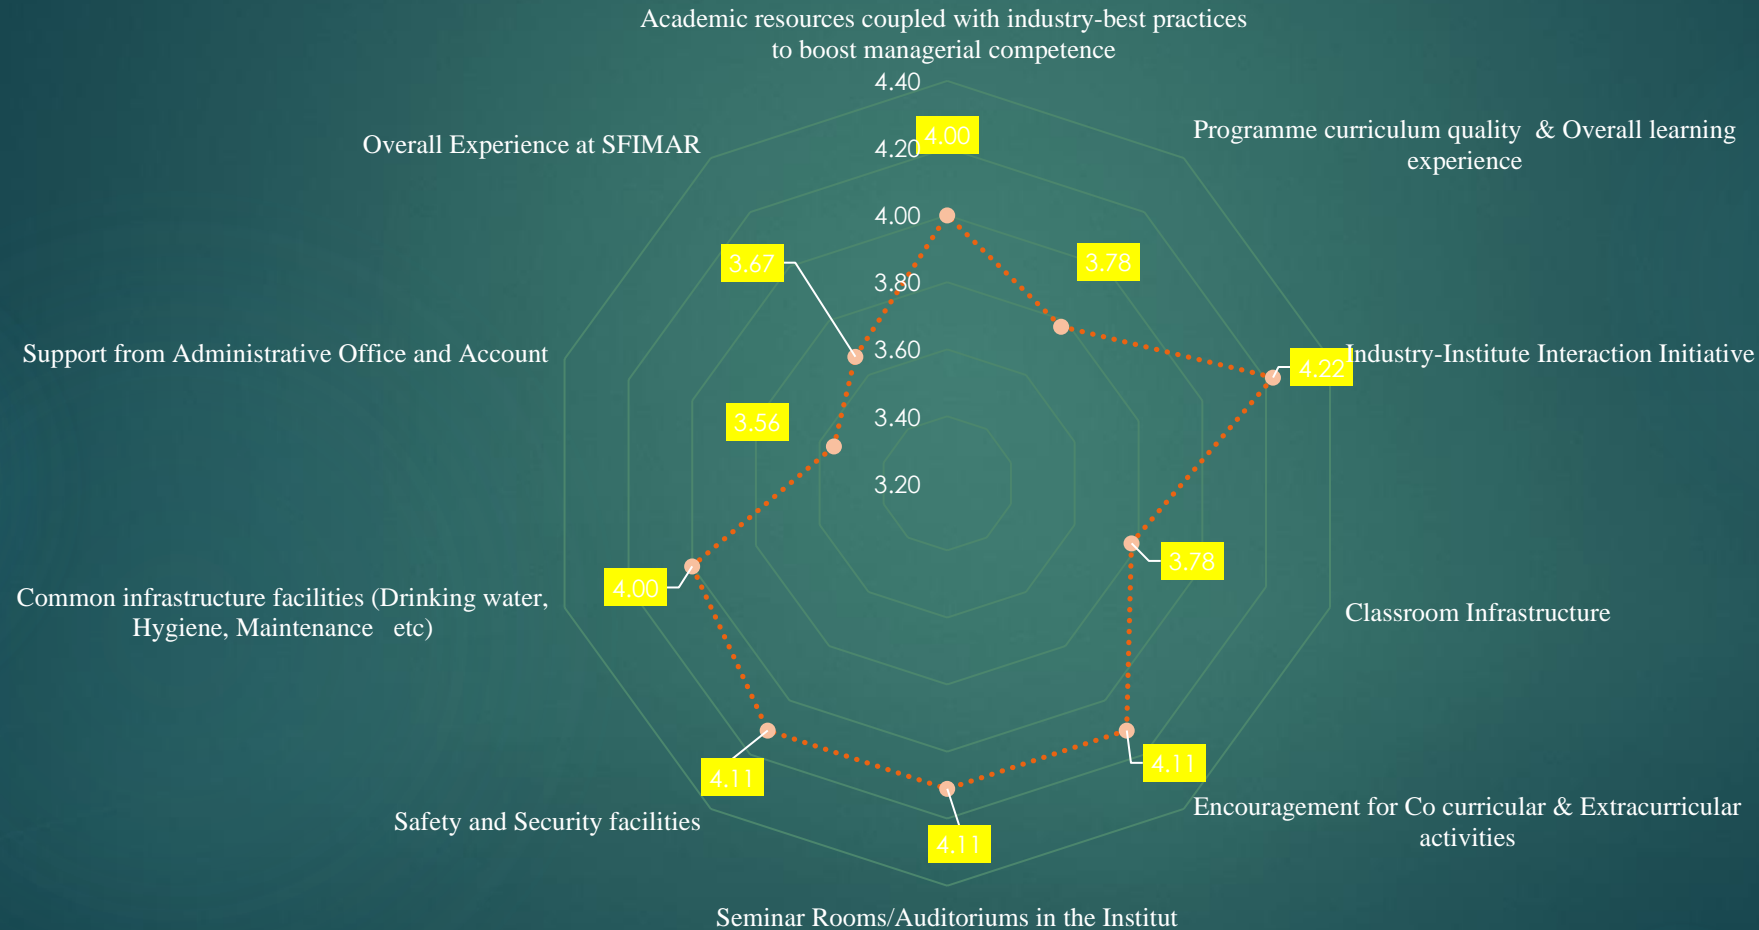 Academic resources coupled with industry-best practices
to boost managerial competence
4.40
4.00
Programme curriculum quality  & Overall learning
experience
Overall Experience at SFIMAR
4.20
4.00
3.67
3.78
3.80
Support from Administrative Office and Account
3.60
4.22
Industry-Institute Interaction Initiative
3.56
3.40
3.20
3.78
4.00
Common infrastructure facilities (Drinking water,
Hygiene, Maintenance   etc)
Classroom Infrastructure
4.11
4.11
Safety and Security facilities
Encouragement for Co curricular & Extracurricular
activities
4.11
Seminar Rooms/Auditoriums in the Institut